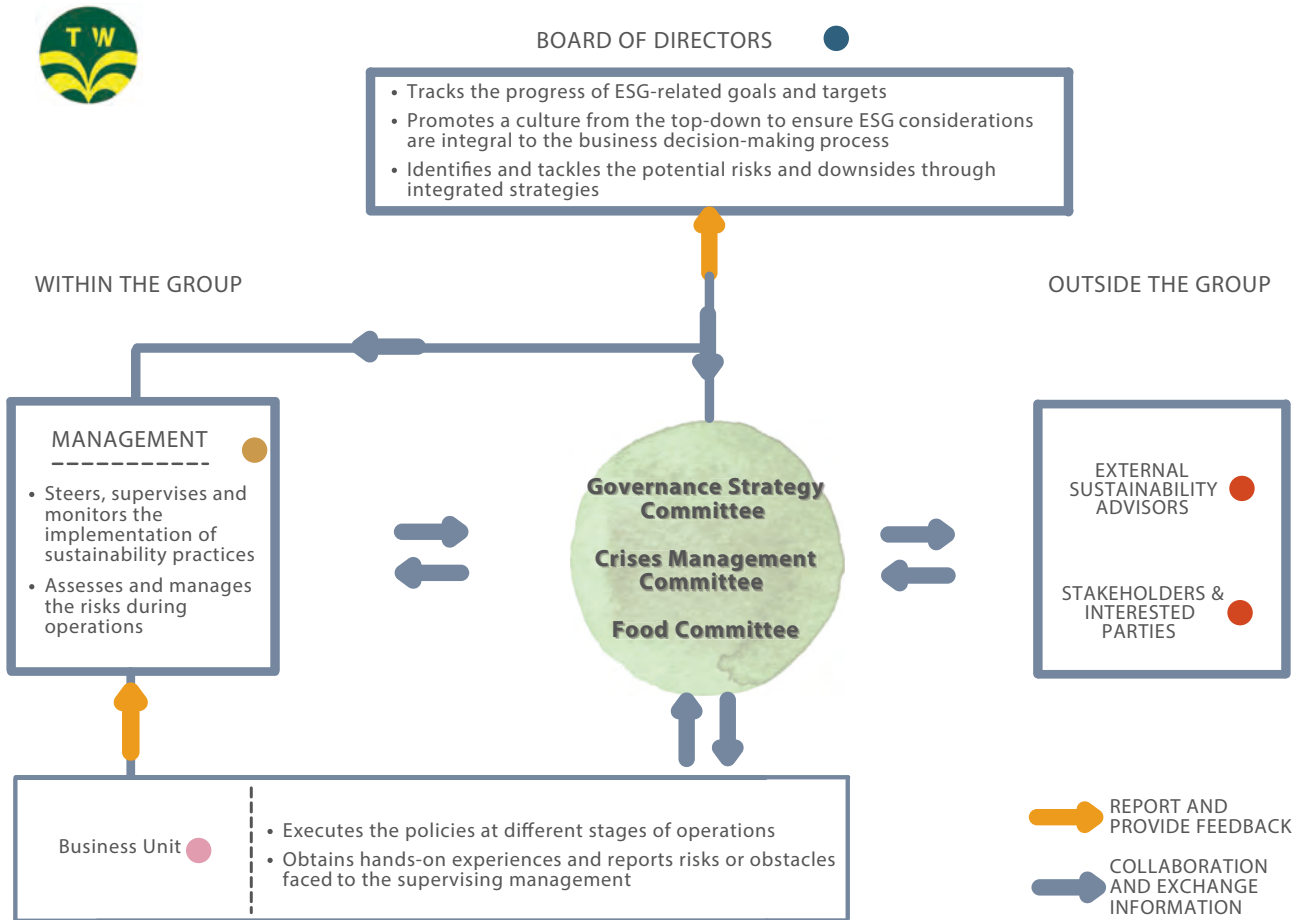 T W
BOARD OF DIRECTORS
• Tracks the progress of ESG-related goals and targets
• Promotes a culture from the top-down to ensure ESG considerations
are integral to the business decision-making process
• Identifies and tackles the potential risks and downsides through
integrated strategies
WITHIN THE GROUP
OUTSIDE THE GROUP
MANAGEMENT
• Steers, supervises and
monitors the
implementation of
sustainability practices
• Assesses and manages
the risks during
operations
Governance Strategy
Committee
Crises Management
Committee
Food Committee
EXTERNAL
SUSTAINABILITY
ADVISORS
STAKEHOLDERS &
INTERESTED
PARTIES
Business Unit
• Executes the policies at different stages of operations
• Obtains hands-on experiences and reports risks or obstacles
faced to the supervising management
REPORT AND
PROVIDE FEEDBACK
COLLABORATION
AND EXCHANGE
INFORMATION